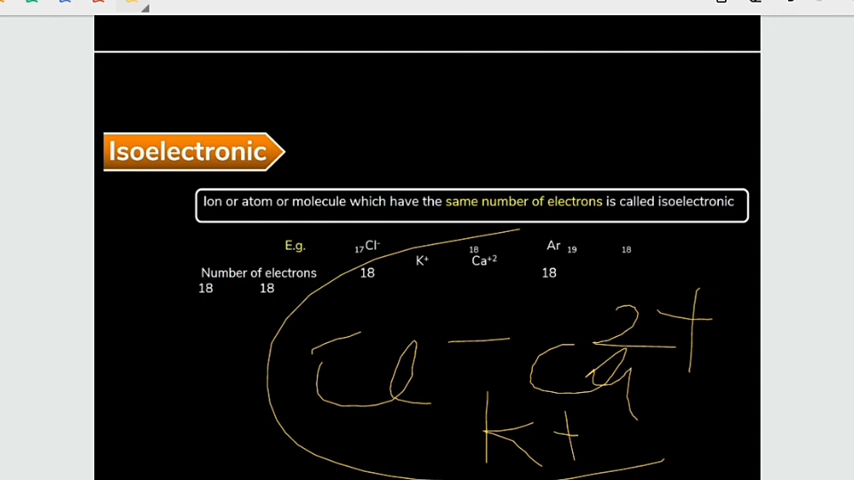 Isoelectronic
Ion or atom or molecule which have the same number of electrons is called isoelectronic
E.g. 17Cl- 18 Ar 19 18
K+ Ca+2
Number of electrons 18 18
18 18
Cl- Ca2+
K+